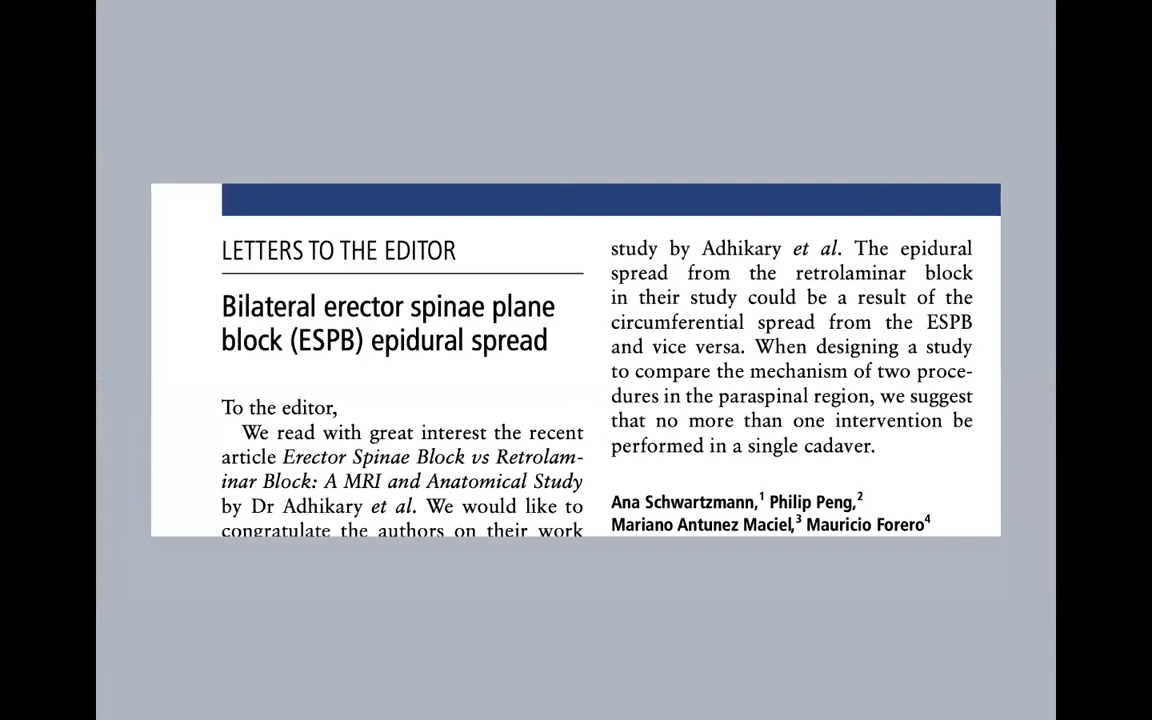 LETTERS TO THE EDITOR
Bilateral erector spinae plane
block (ESPB) epidural spread
To the editor,
We read with great interest the recent
article Erector Spinae Block vs Retrolam-
inar Block: A MRI and Anatomical Study
by Dr Adhikary et al. We would like to
congratulate the authors on their work
study by Adhikary et al. The epidural
spread from the retrolaminar block
in their study could be a result of the
circumferential spread from the ESPB
and vice versa. When designing a study
to compare the mechanism of two proce-
dures in the paraspinal region, we suggest
that no more than one intervention be
performed in a single cadaver.
Ana Schwartzmann,1 Philip Peng,2
Mariano Antunez Maciel,3 Mauricio Forero4